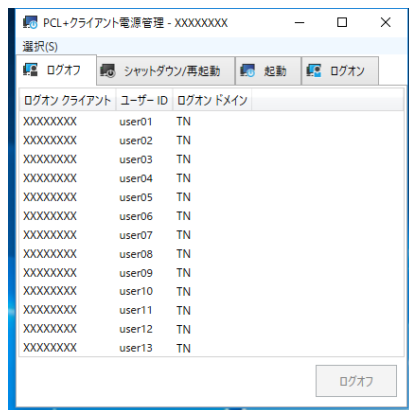 PCL+クライアント電源管理 - XXXXXXXX
選択(S)
ログオフ シャットダウン/再起動 起動 ログオン
ログオン クライアント ユーザー ID ログオン ドメイン
XXXXXXXX user01 TN
XXXXXXXX user02 TN
XXXXXXXX user03 TN
XXXXXXXX user04 TN
XXXXXXXX user05 TN
XXXXXXXX user06 TN
XXXXXXXX user07 TN
XXXXXXXX user08 TN
XXXXXXXX user09 TN
XXXXXXXX user10 TN
XXXXXXXX user11 TN
XXXXXXXX user12 TN
XXXXXXXX user13 TN
ログオフ